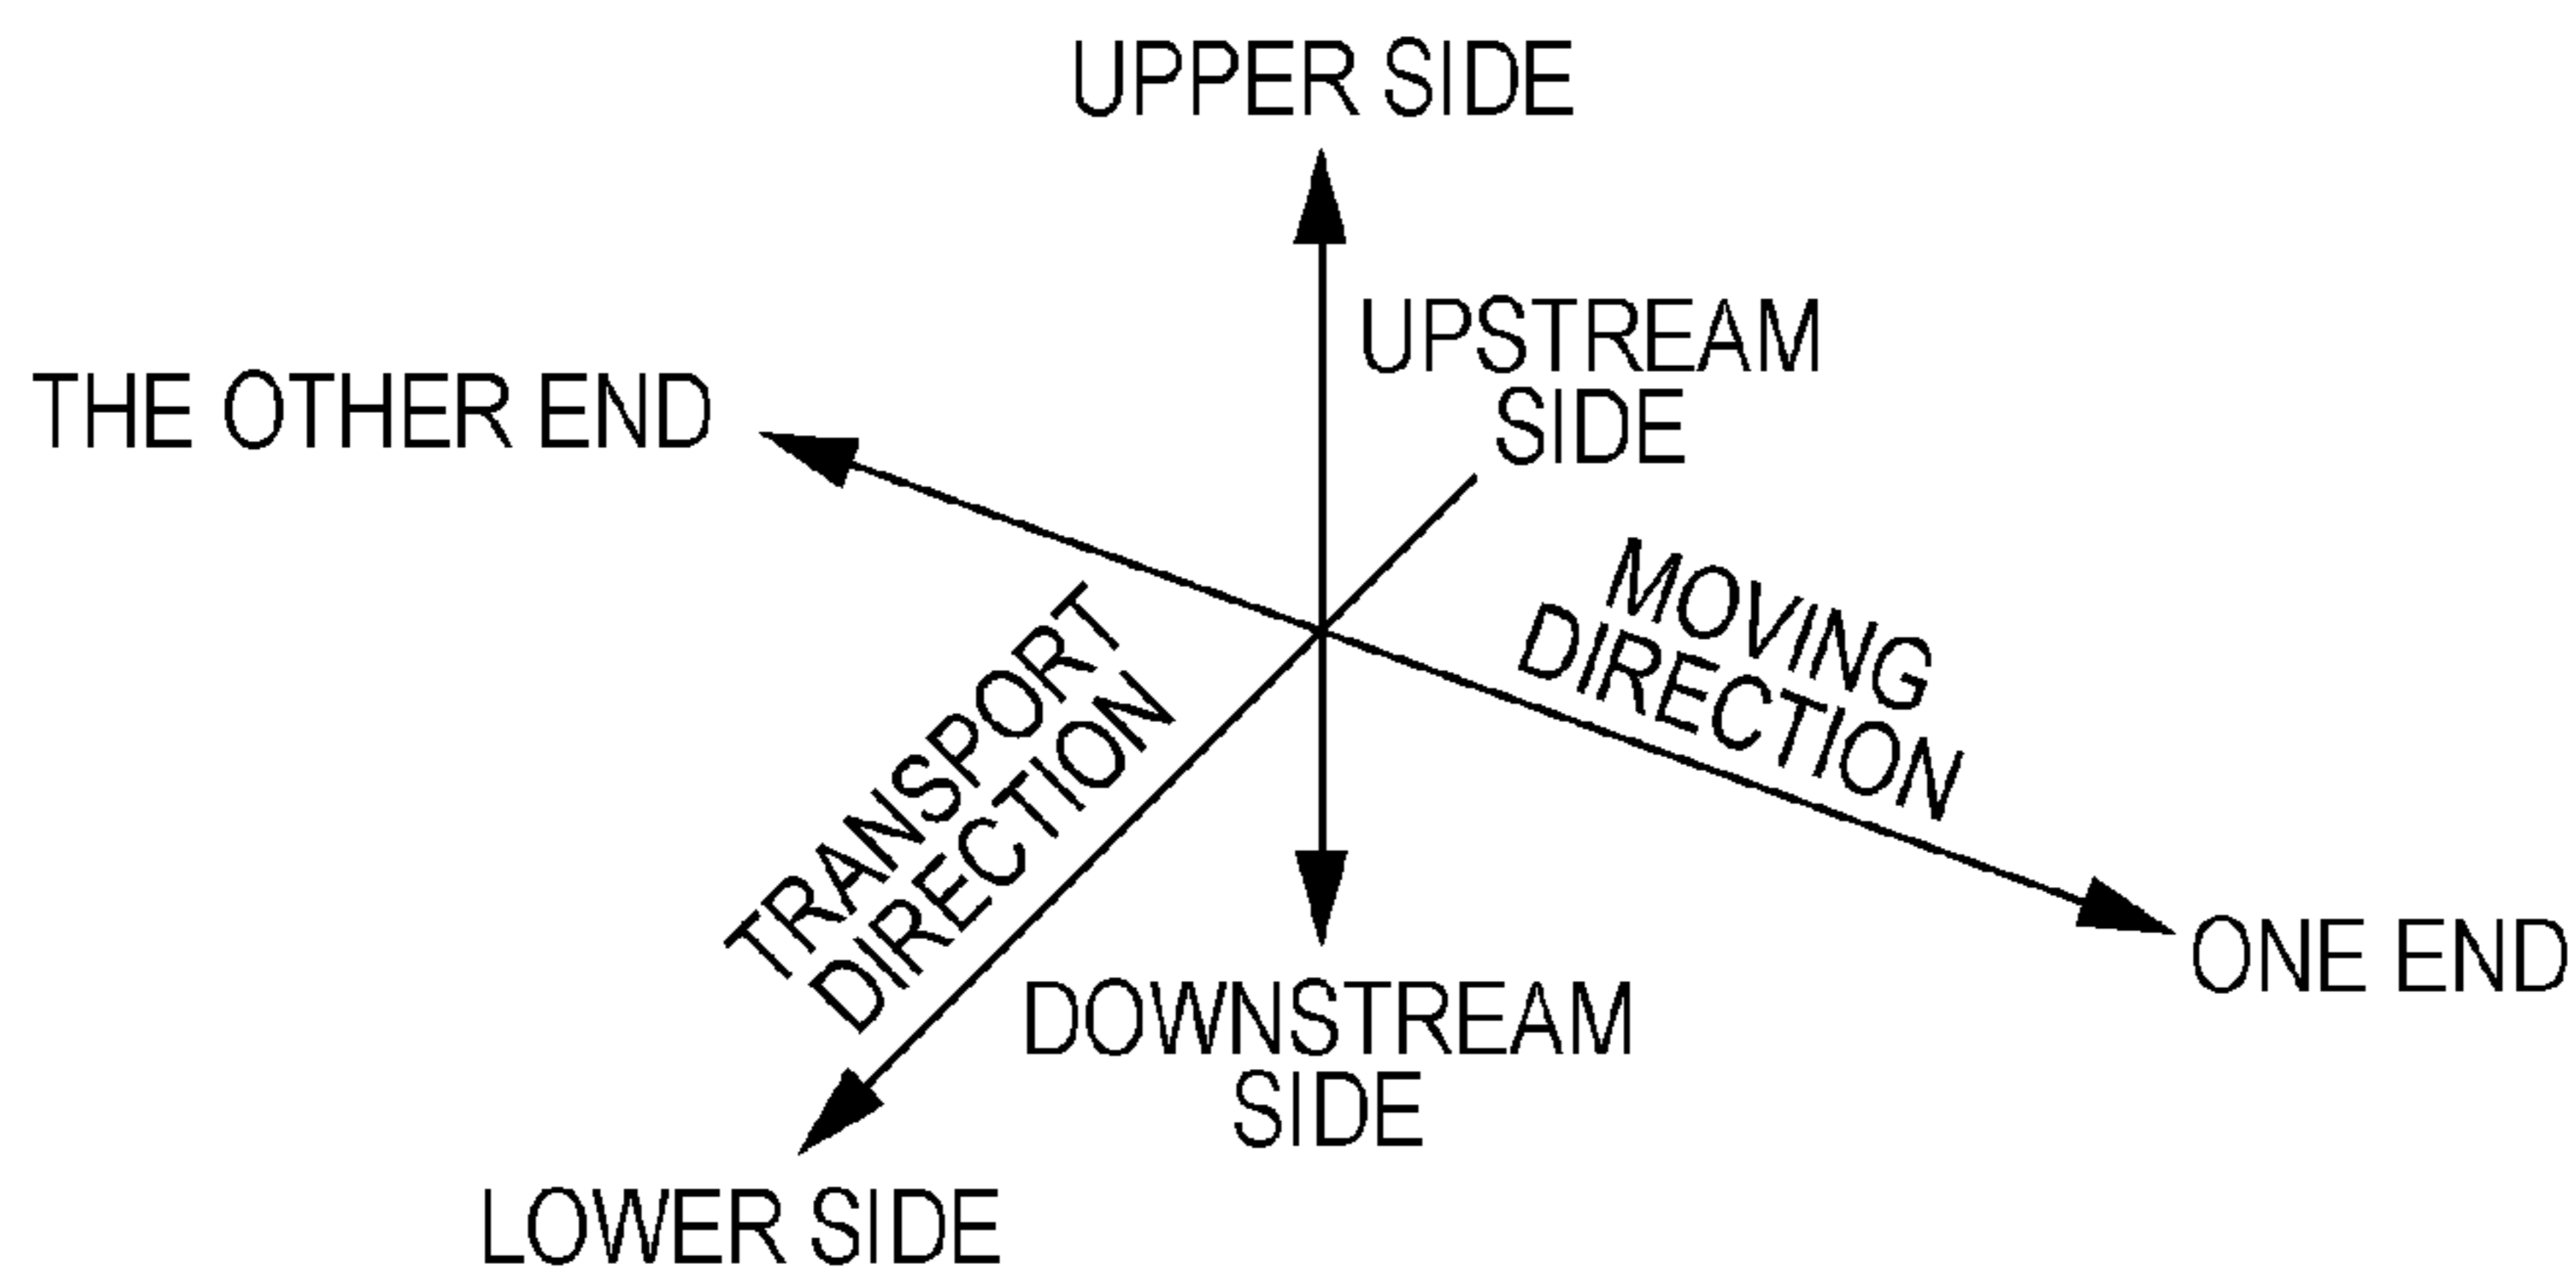 UPPER SIDE
UPSTREAM
SIDE
THE OTHER END
MOVING
DIRECTION
TRANSPORT
DIRECTION
ONE END
DOWNSTREAM
SIDE
LOWER SIDE